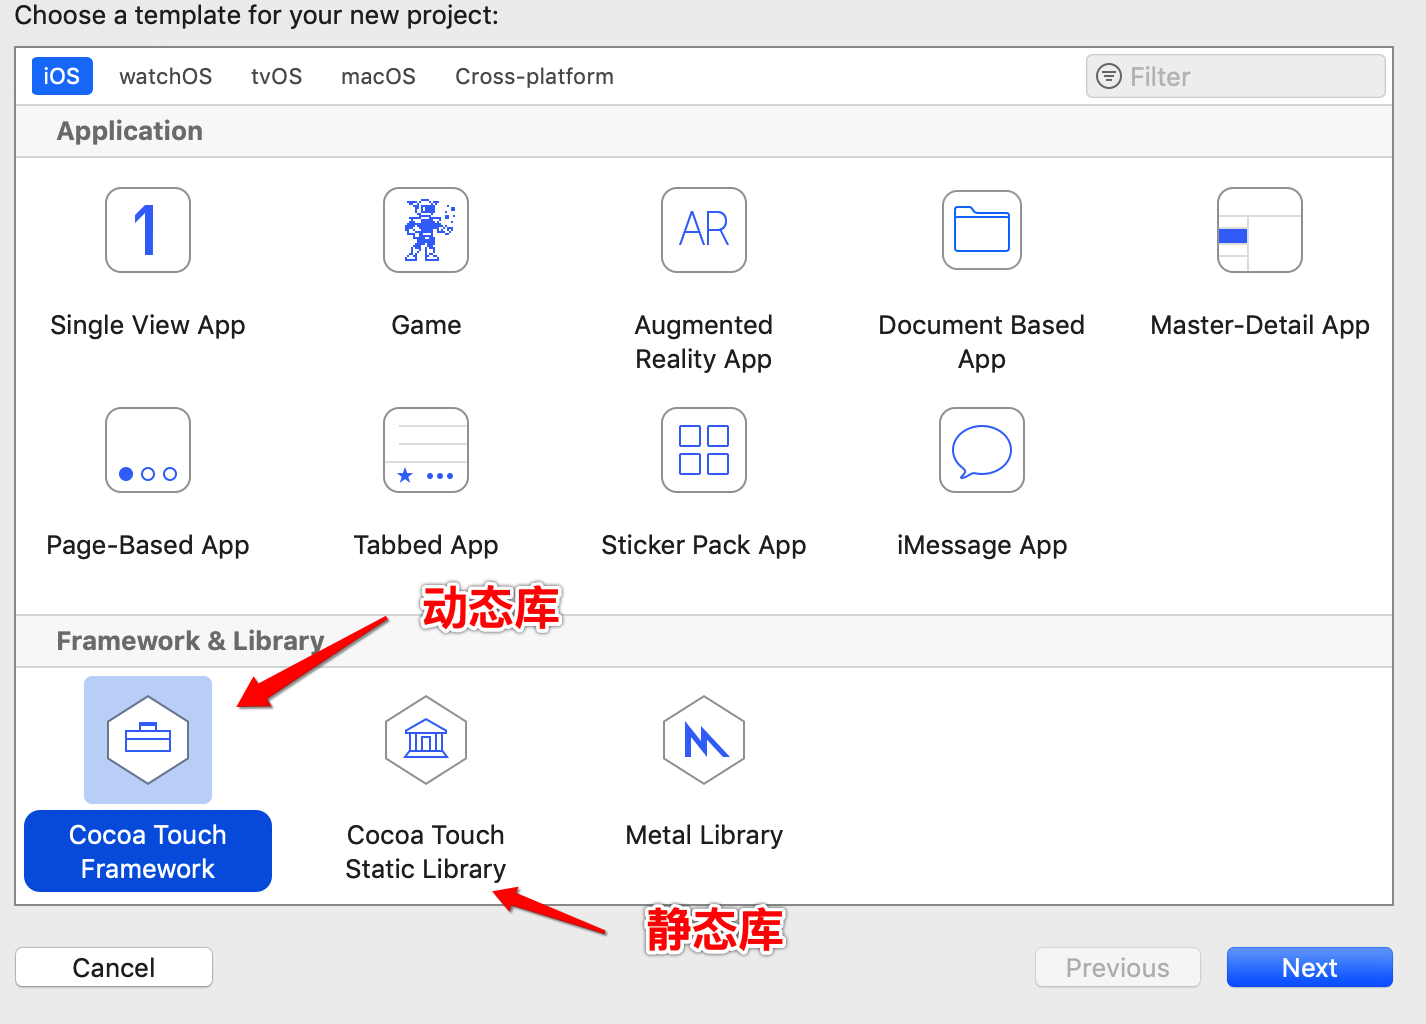 Choose a template for your new project:
iOS watchOS tvOS macOS Cross-platform Filter
Application
1
AR
Single View App
Game
Augmented
Reality App
Document Based
App
Master-Detail App
Page-Based App
Tabbed App
Sticker Pack App
iMessage App
动态库
Framework & Library
Cocoa Touch
Framework
Cocoa Touch
Static Library
Metal Library
静态库
Cancel
Previous
Next